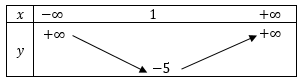 x −∞ 1 +∞
+∞ +∞
y
−5